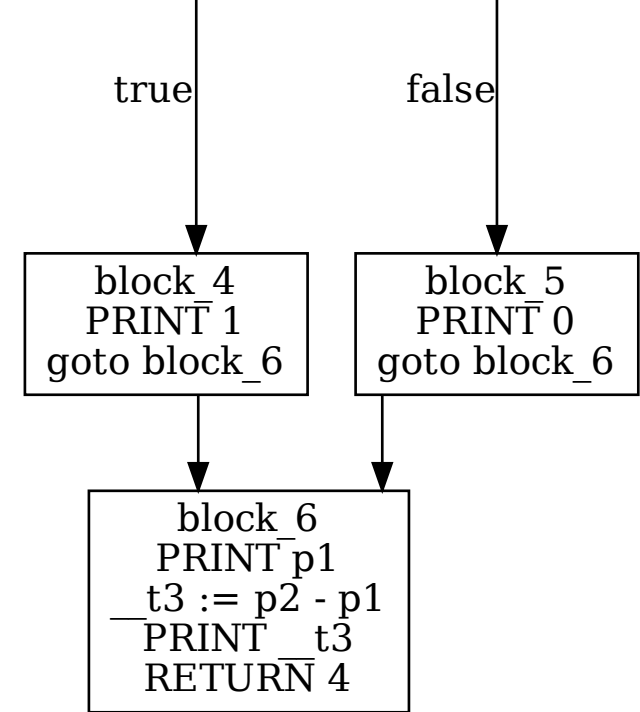 true
false
block_4
PRINT 1
goto block_6
block_5
PRINT 0
goto block_6
block_6
PRINT p1
__t3 := p2 - p1
PRINT __t3
RETURN 4